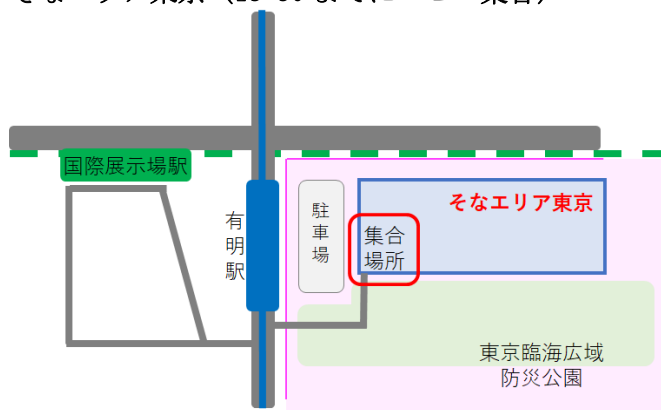 国際展示場駅
有明駅
駐車場
集合
場所
そなエリア東京
東京臨海広域
防災公園